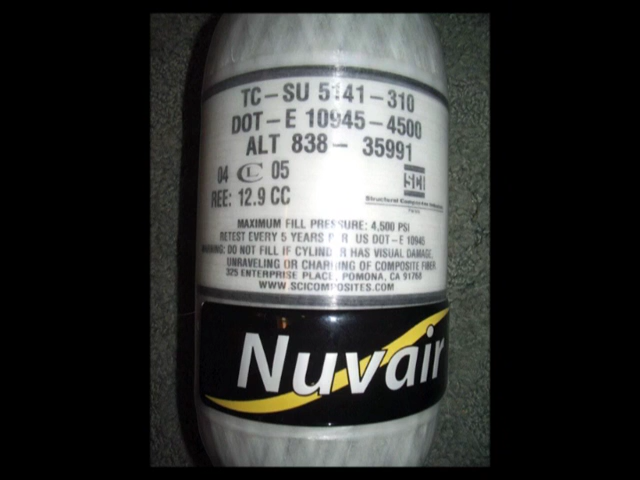 TC-SU 5141-310
DOT-E 10945-4500
ALT 838- 35991
04 CL 05
SCI
REE: 12.9 CC
Structural Composites Industries
MAXIMUM FILL PRESSURE: 4,500 PSI
RETEST EVERY 5 YEARS P R US DOT-E 10945
WARNING: DO NOT FILL IF CYLINDER HAS VISUAL DAMAGE,
UNRAVELING OR CHARRING OF COMPOSITE FIBER.
325 ENTERPRISE PLACE, POMONA, CA 91768
WWW.SCICOMPOSITES.COM
Nuvair